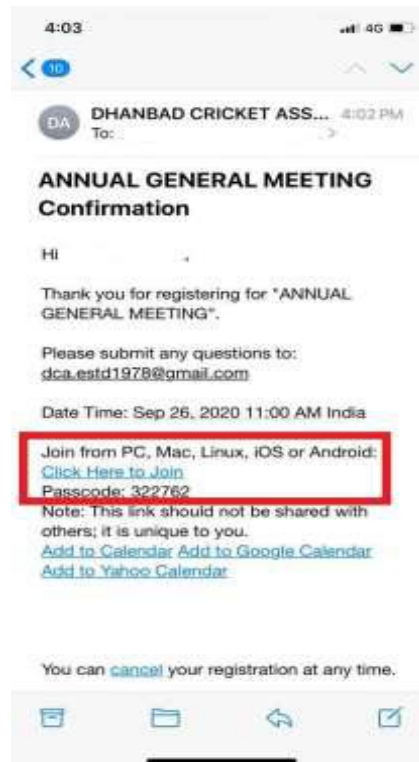 4:03
4G
10
DA
DHANBAD CRICKET ASS... 4:02 PM
To:
ANNUAL GENERAL MEETING
Confirmation
Hi ,
Thank you for registering for "ANNUAL
GENERAL MEETING".
Please submit any questions to:
dca.estd1978@gmail.com
Date Time: Sep 26, 2020 11:00 AM India
Join from PC, Mac, Linux, iOS or Android:
Click Here to Join
Passcode: 322762
Note: This link should not be shared with
others; it is unique to you.
Add to Calendar Add to Google Calendar
Add to Yahoo Calendar
You can cancel your registration at any time.